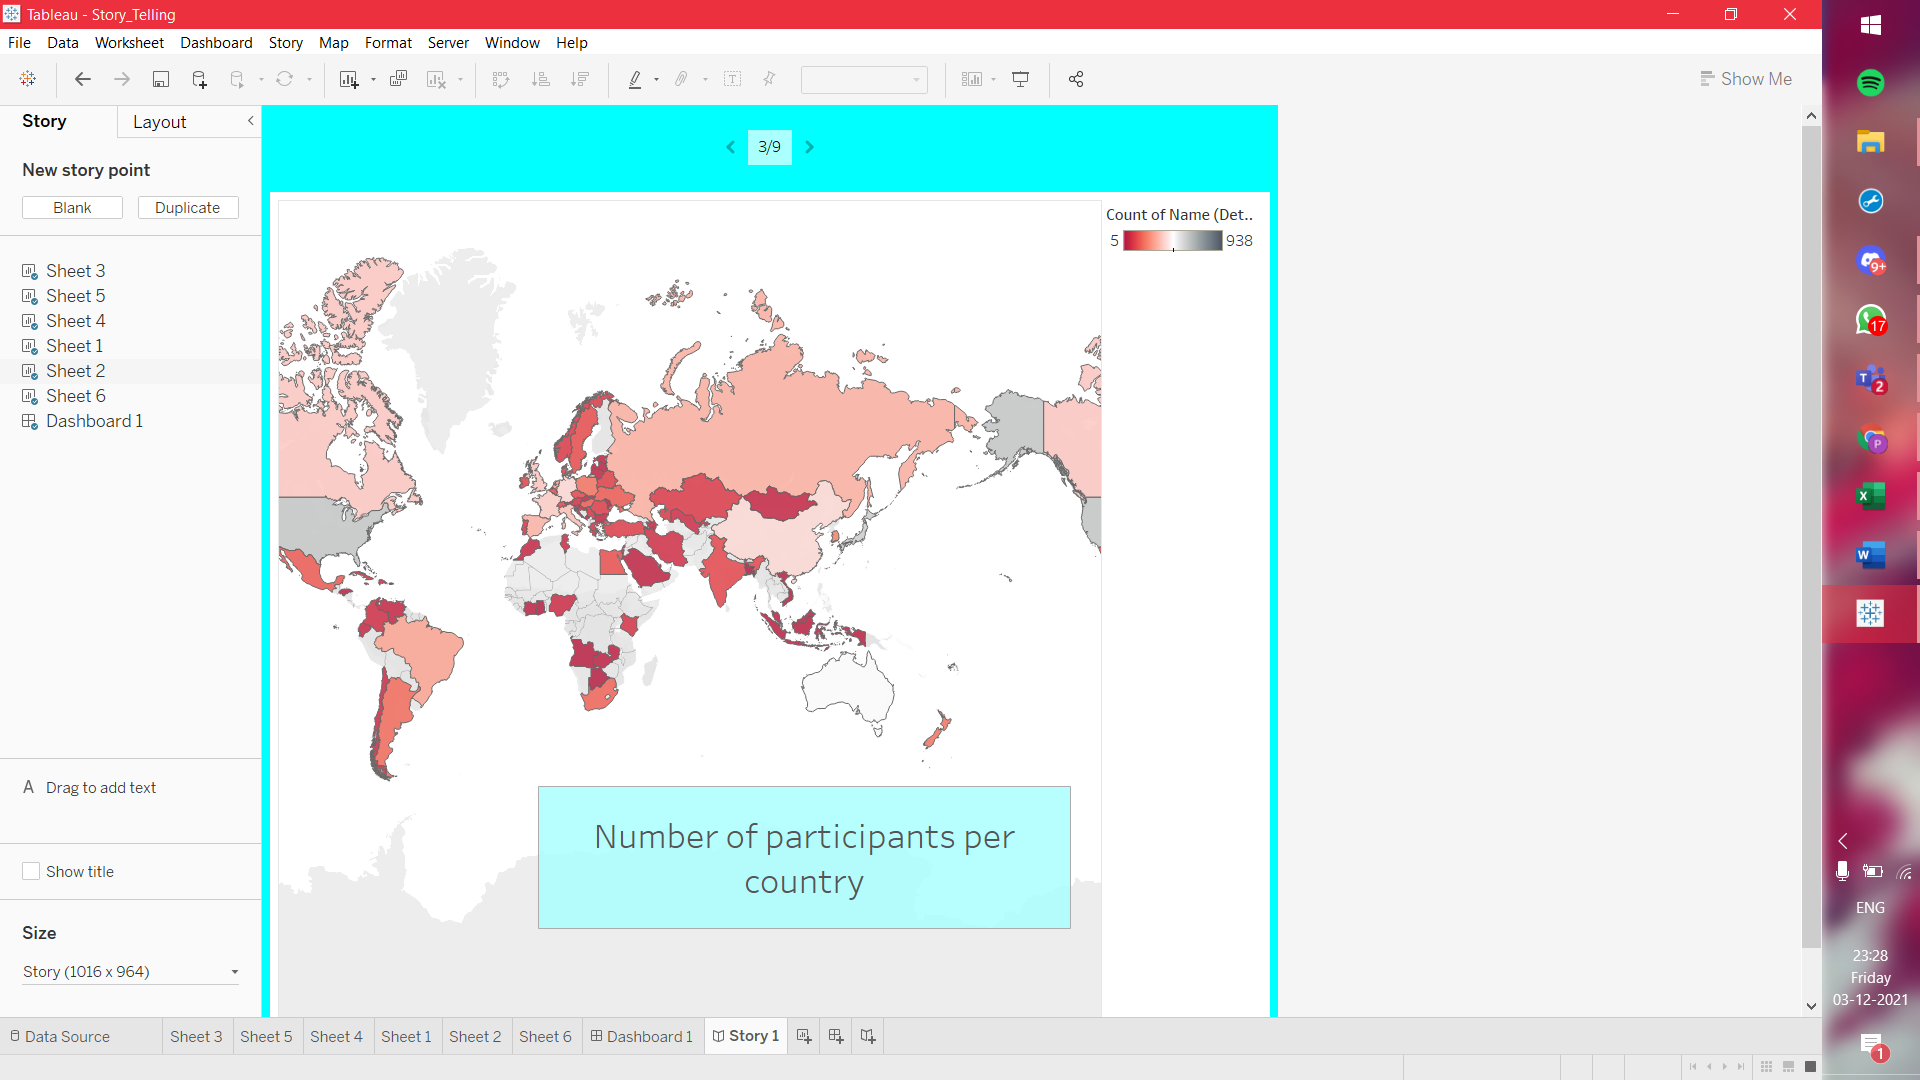 Tableau - Story_Telling
File Data Worksheet Dashboard Story Map Format Server Window Help
Show Me
Story Layout
New story point
Blank Duplicate
Sheet 3
Sheet 5
Sheet 4
Sheet 1
Sheet 2
Sheet 6
Dashboard 1
A Drag to add text
Show title
Size
Story (1016 x 964)
3/9
Count of Name (Det..
5 938
Number of participants per
country
Data Source Sheet 3 Sheet 5 Sheet 4 Sheet 1 Sheet 2 Sheet 6 Dashboard 1 Story 1
9+
17
T 2
P
X
W
ENG
23:28
Friday
03-12-2021
1